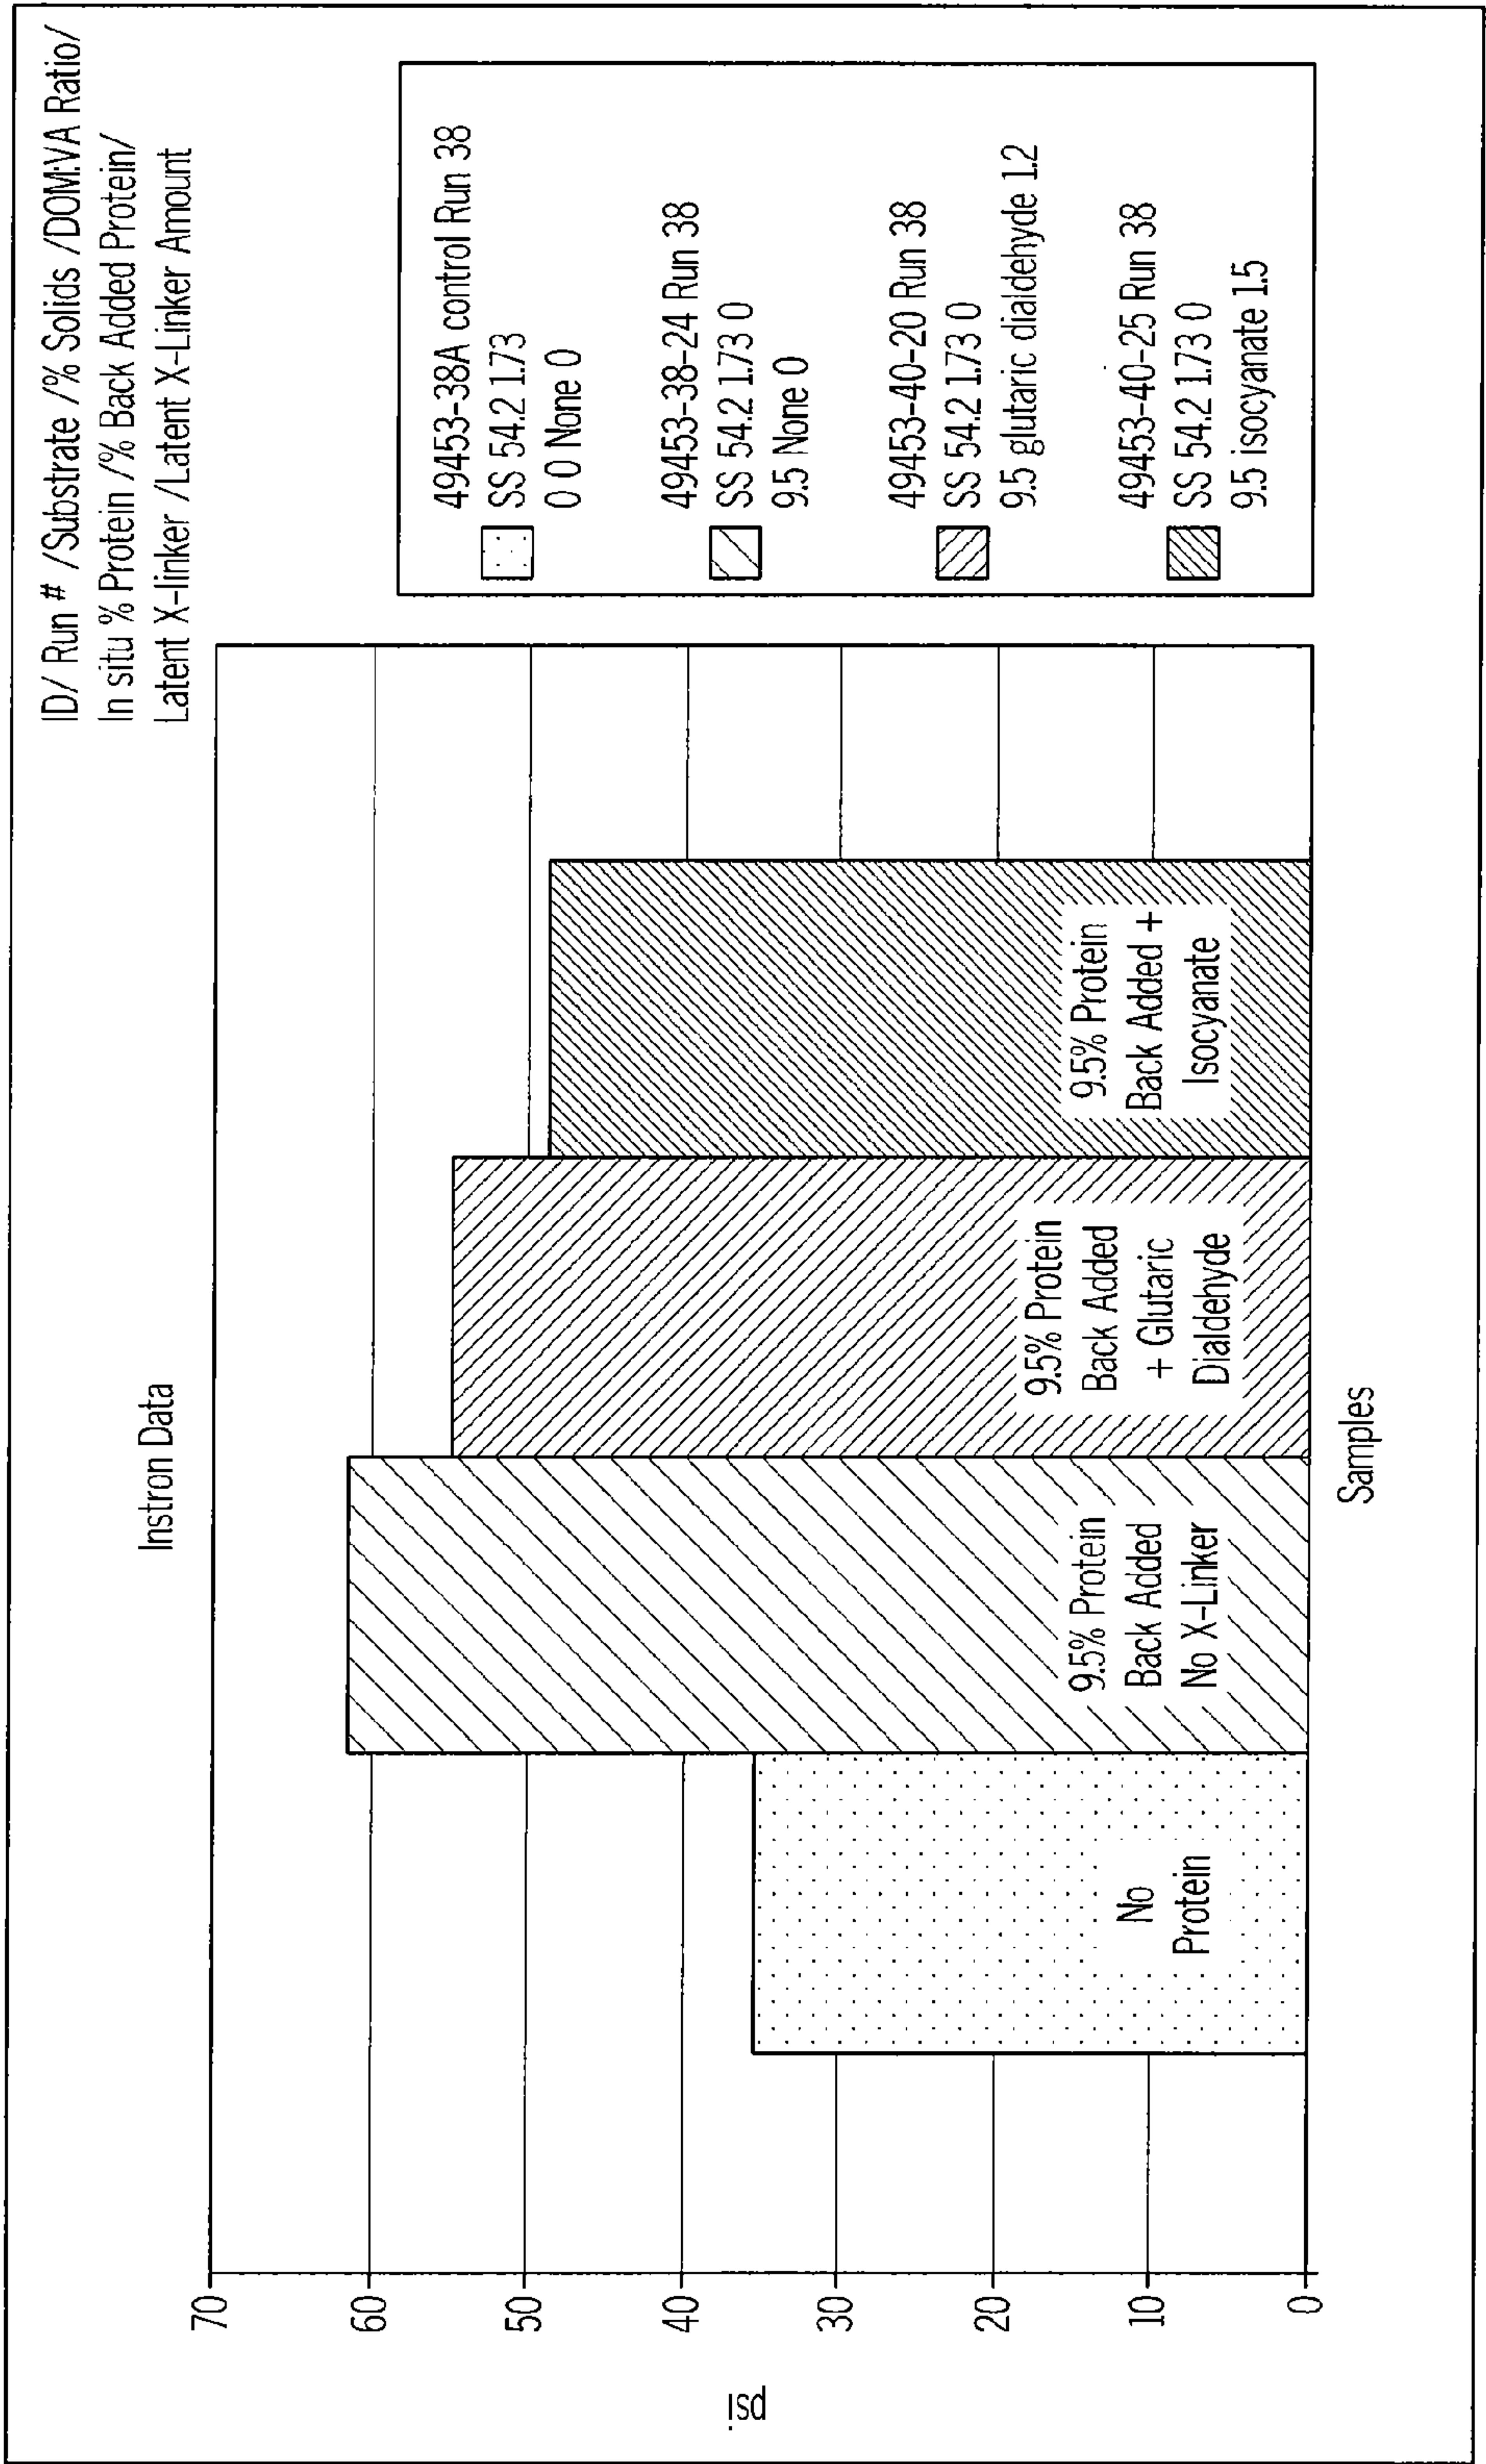 ID/ Run # /Substrate /% Solids /DOM:VA Ratio/
In situ % Protein /% Back Added Protein/
Latent X-linker /Latent X-Linker Amount
Instron Data
psi
70
60
50
40
30
20
10
0
No
Protein
9.5% Protein
Back Added
No X-Linker
9.5% Protein
Back Added
+ Glutaric
Dialdehyde
9.5% Protein
Back Added +
Isocyanate
Samples
49453-38A control Run 38
SS 54.2 1.73
0 0 None 0
49453-38-24 Run 38
SS 54.2 1.73 0
9.5 None 0
49453-40-20 Run 38
SS 54.2 1.73 0
9.5 glutaric dialdehyde 1.2
49453-40-25 Run 38
SS 54.2 1.73 0
9.5 isocyanate 1.5